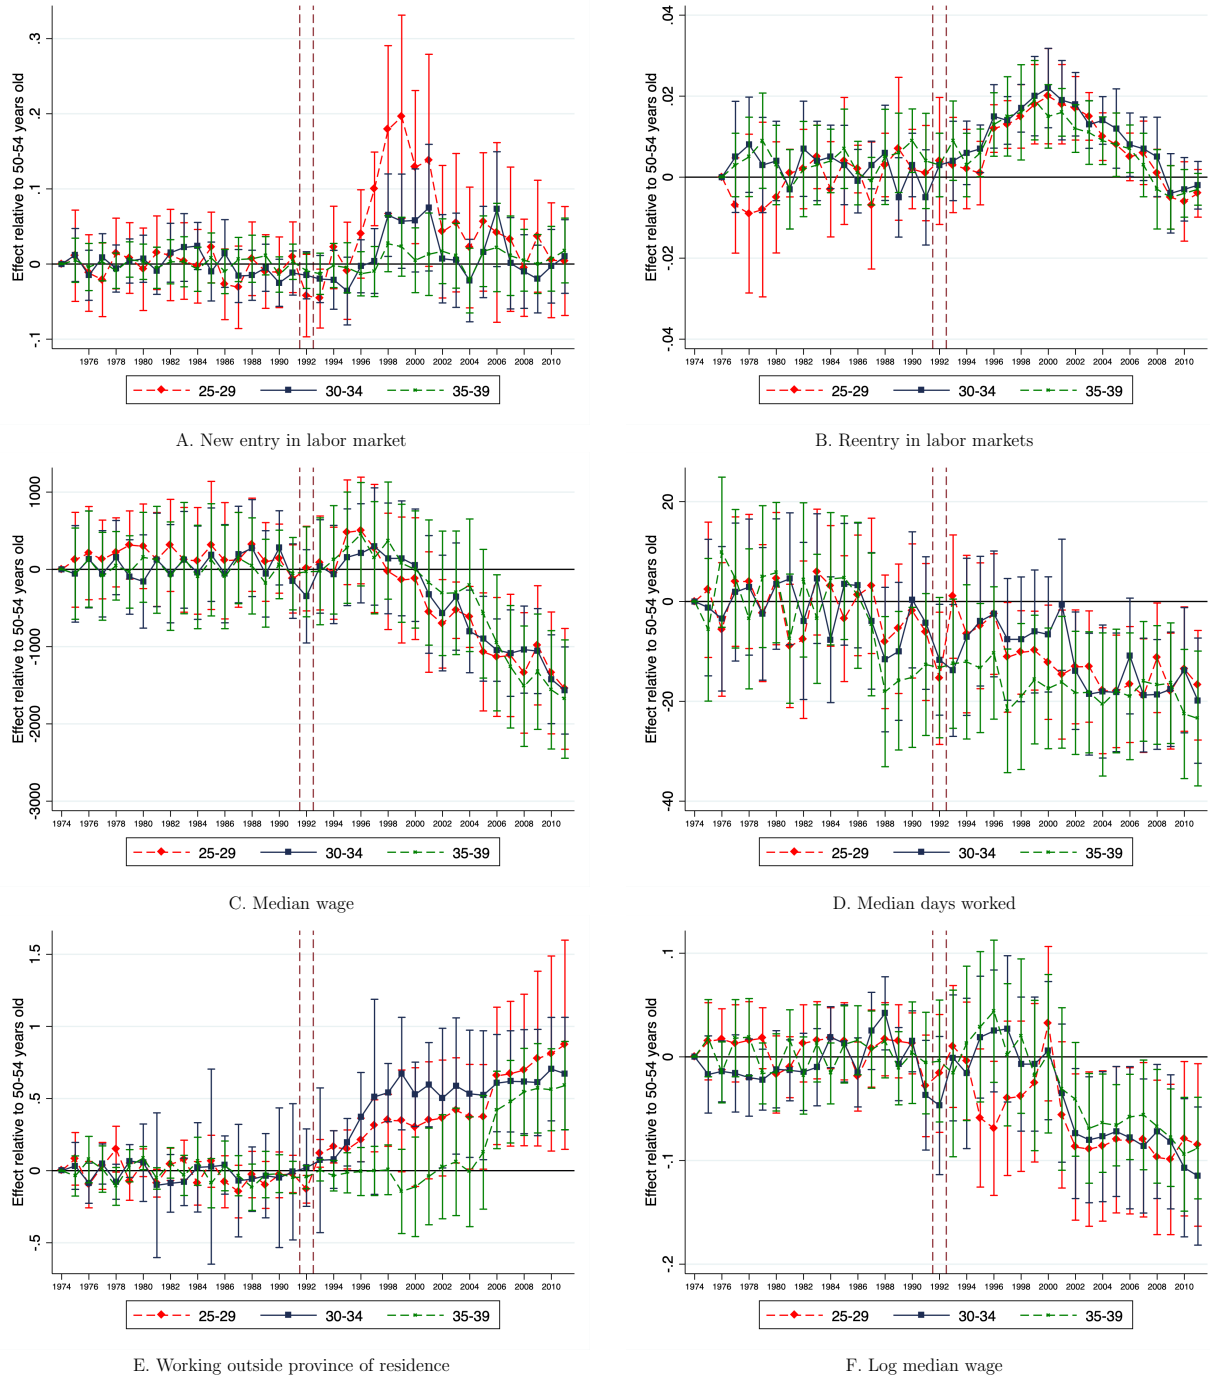 Effect relative to 50-54 years old
.3
.2
.1
0
-.1
1976 1978 1980 1982 1984 1986 1988 1990 1992 1994 1996 1998 2000 2002 2004 2006 2008 2010
25-29 30-34 35-39
A. New entry in labor market
Effect relative to 50-54 years old
.04
.02
0
-.02
-.04
1974 1976 1978 1980 1982 1984 1986 1988 1990 1992 1994 1996 1998 2000 2002 2004 2006 2008 2010
25-29 30-34 35-39
B. Reentry in labor markets
Effect relative to 50-54 years old
1000
0
-1000
-2000
-3000
1974 1976 1978 1980 1982 1984 1986 1988 1990 1992 1994 1996 1998 2000 2002 2004 2006 2008 2010
25-29 30-34 35-39
C. Median wage
Effect relative to 50-54 years old
20
0
-20
-40
1974 1976 1978 1980 1982 1984 1986 1988 1990 1992 1994 1996 1998 2000 2002 2004 2006 2008 2010
25-29 30-34 35-39
D. Median days worked
Effect relative to 50-54 years old
1.5
1
.5
0
-.5
1974 1976 1978 1980 1982 1984 1986 1988 1990 1992 1994 1996 1998 2000 2002 2004 2006 2008 2010
25-29 30-34 35-39
E. Working outside province of residence
Effect relative to 50-54 years old
.1
0
-.1
-.2
1974 1976 1978 1980 1982 1984 1986 1988 1990 1992 1994 1996 1998 2000 2002 2004 2006 2008 2010
25-29 30-34 35-39
F. Log median wage